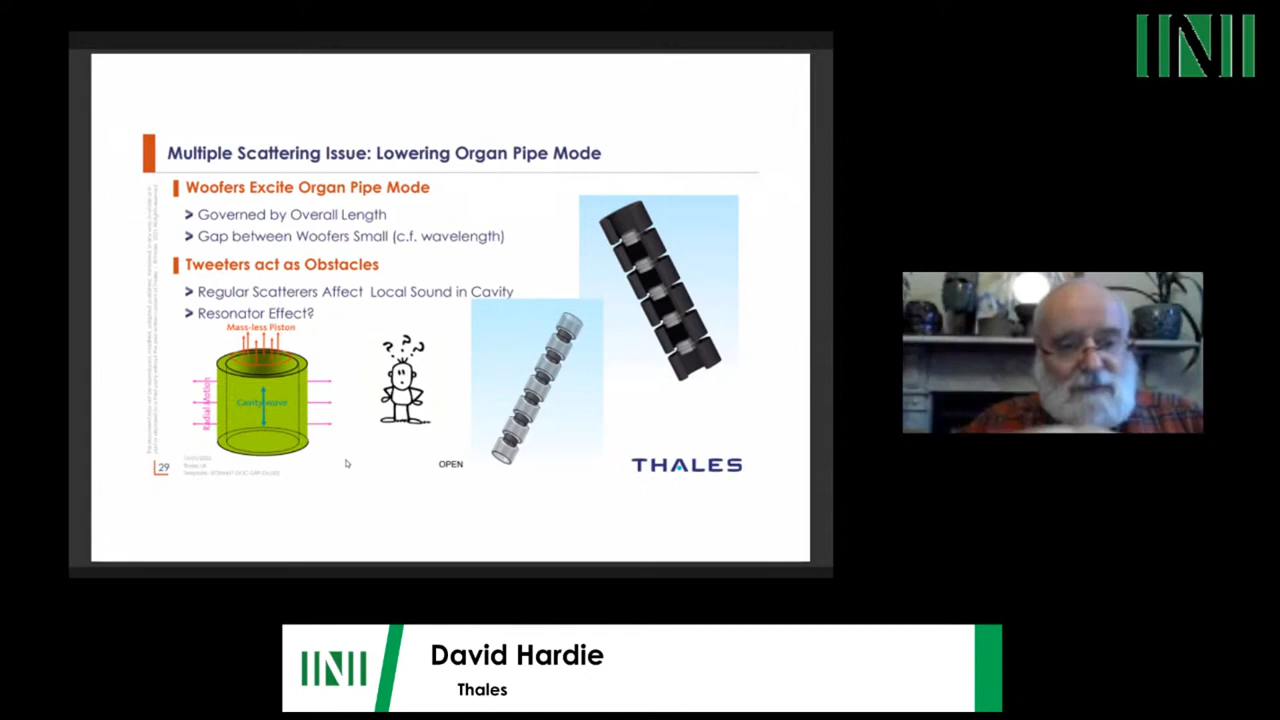 INI
Multiple Scattering Issue: Lowering Organ Pipe Mode
Woofers Excite Organ Pipe Mode
> Governed by Overall Length
> Gap between Woofers Small (c.f. wavelength)
Tweeters act as Obstacles
> Regular Scatterers Affect Local Sound in Cavity
> Resonator Effect?
Mass-less Piston
Radial Motion
Cavity wave
? ? ?
29
OPEN
THALES
INI
David Hardie
Thales